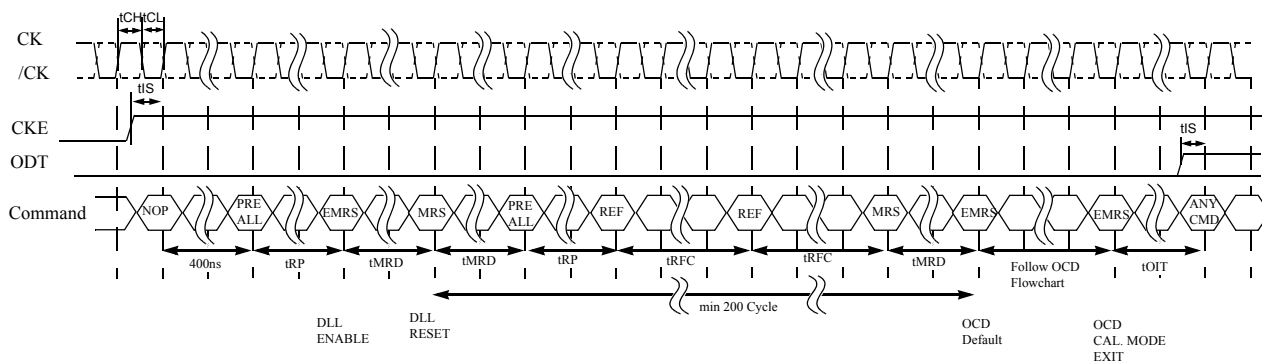 tCH tCL
CK
/CK
tIS
CKE
tIS
ODT
Command NOP PRE ALL EMRS MRS PRE ALL REF REF MRS EMRS EMRS ANY CMD
400ns tRP tMRD tMRD tRP tRFC tRFC tMRD Follow OCD Flowchart tOIT
min 200 Cycle
DLL ENABLE
DLL RESET
OCD Default
OCD CAL. MODE EXIT